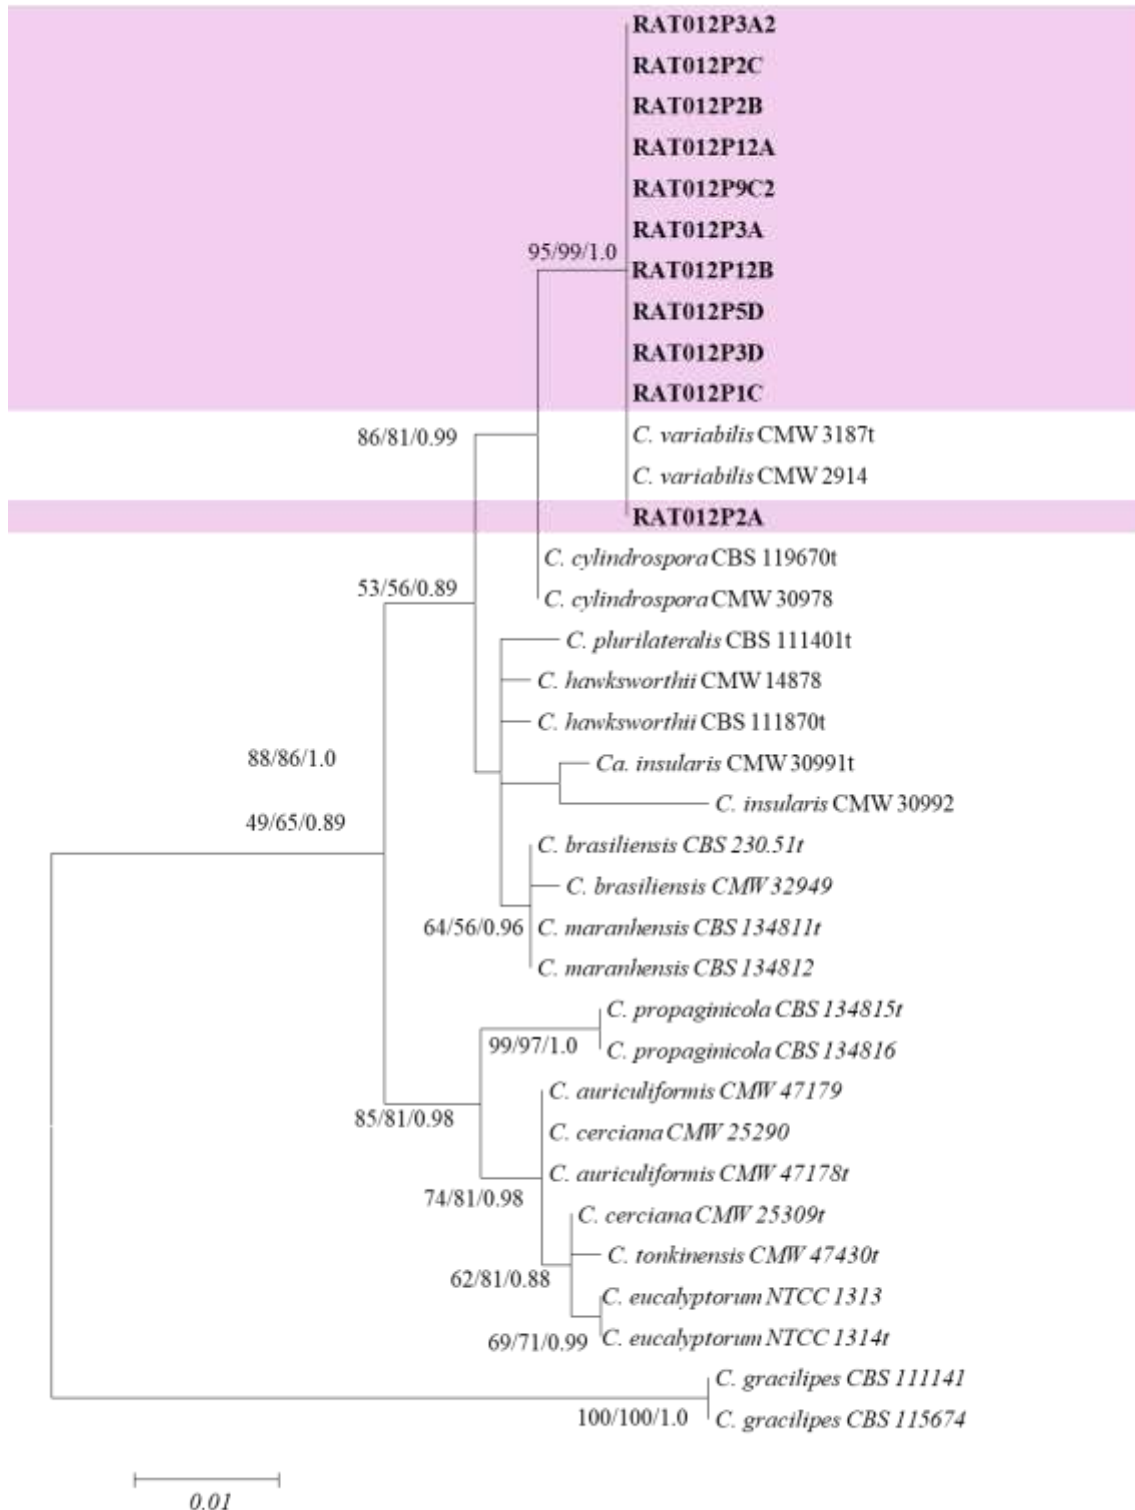 RAT012P3A2
RAT012P2C
RAT012P2B
RAT012P12A
RAT012P9C2
RAT012P3A
95/99/1.0
RAT012P12B
RAT012P5D
RAT012P3D
RAT012P1C
86/81/0.99
C. variabilis CMW 3187t
C. variabilis CMW 2914
RAT012P2A
C. cylindrospora CBS 119670t
53/56/0.89
C. cylindrospora CMW 30978
C. plurilateralis CBS 111401t
C. hawksworthii CMW 14878
C. hawksworthii CBS 111870t
88/86/1.0
Ca. insularis CMW 30991t
C. insularis CMW 30992
49/65/0.89
C. brasiliensis CBS 230.51t
C. brasiliensis CMW 32949
64/56/0.96
C. maranhensis CBS 134811t
C. maranhensis CBS 134812
C. propaginicola CBS 134815t
99/97/1.0
C. propaginicola CBS 134816
C. auriculiformis CMW 47179
85/81/0.98
C. cerciana CMW 25290
C. auriculiformis CMW 47178t
74/81/0.98
C. cerciana CMW 25309t
C. tonkinensis CMW 47430t
62/81/0.88
C. eucalyptorum NTCC 1313
69/71/0.99
C. eucalyptorum NTCC 1314t
C. gracilipes CBS 111141
100/100/1.0
C. gracilipes CBS 115674
0.01